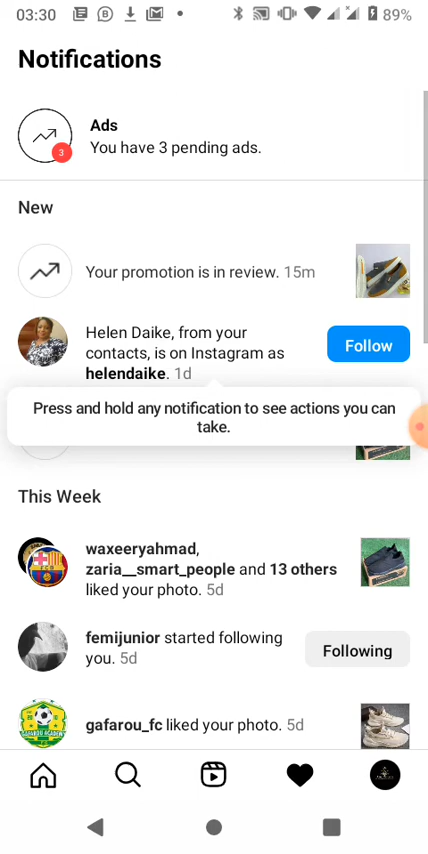 03:30
89%
Notifications
Ads
You have 3 pending ads.
3
New
Your promotion is in review. 15m
Helen Daike, from your
contacts, is on Instagram as
helendaike. 1d
Follow
Press and hold any notification to see actions you can
take.
This Week
waxeeryahmad,
zaria__smart_people and 13 others
liked your photo. 5d
femijunior started following
you. 5d
Following
gafarou_fc liked your photo. 5d